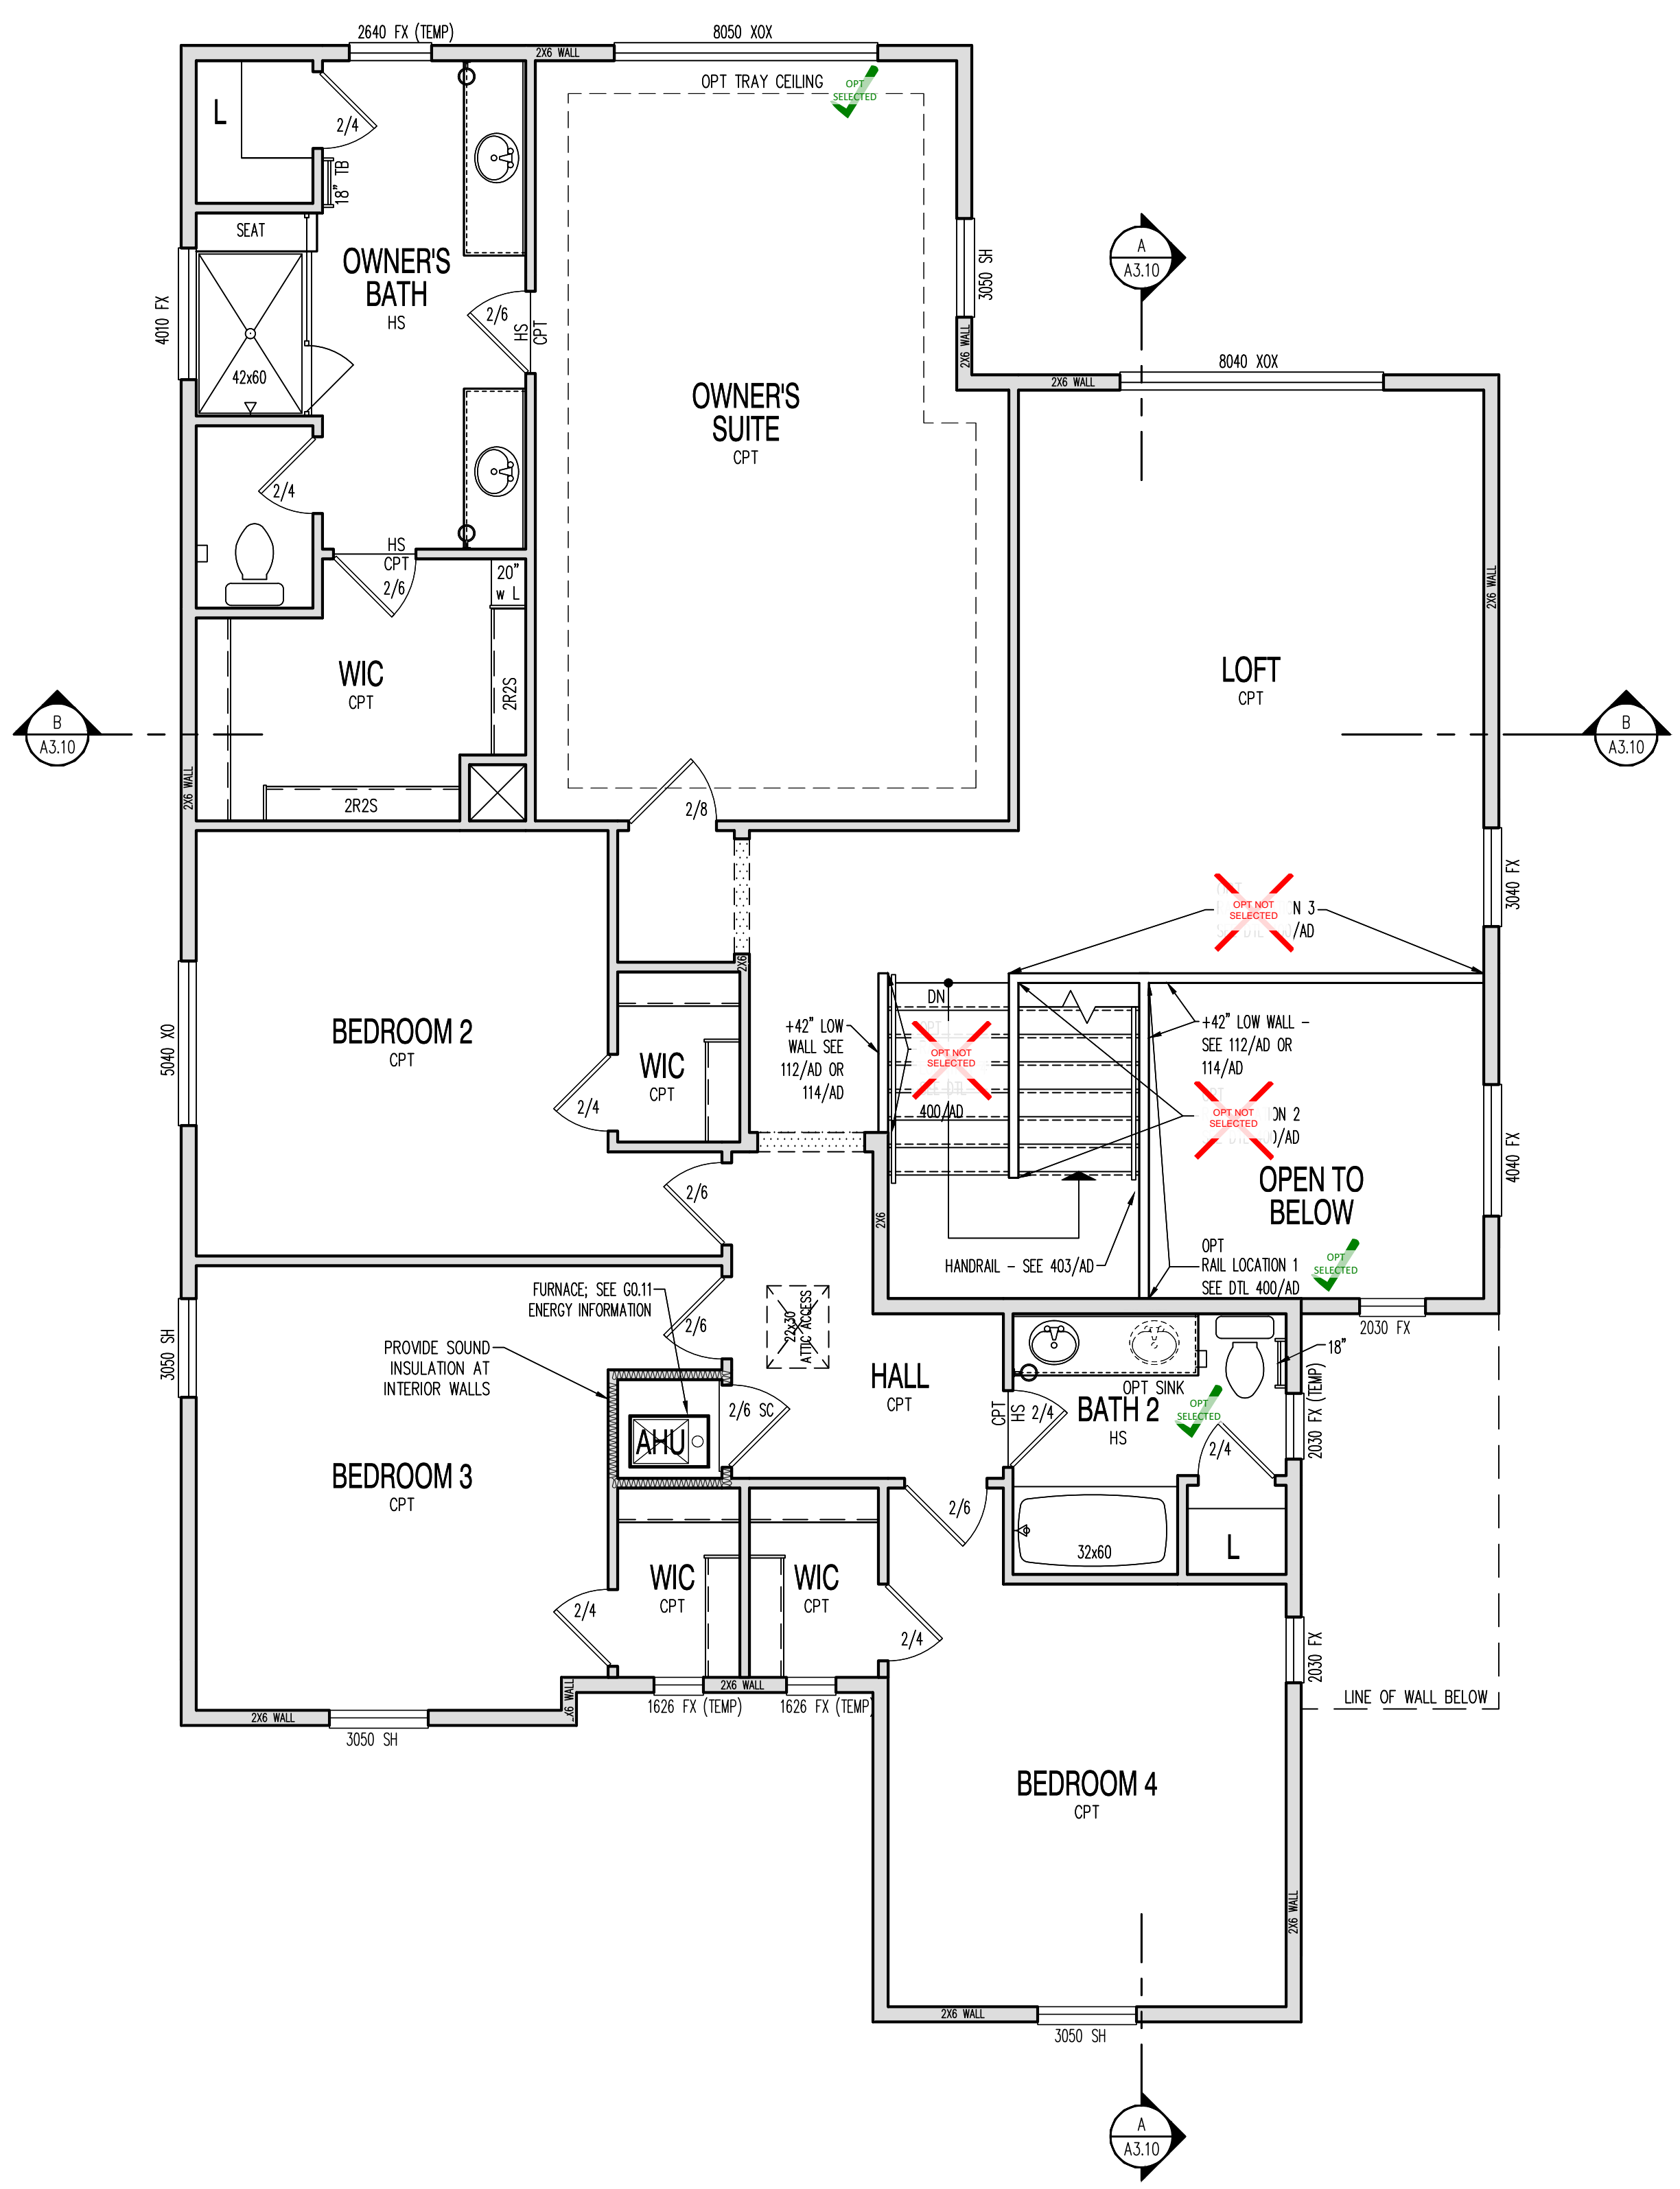 2640 FX (TEMP)
2X6 WALL
8050 XOX
OPT TRAY CEILING
OPT
SELECTED
L
2/4
18" TB
SEAT
OWNER'S
BATH
HS
4010 FX
42x60
2/6
HS
CPT
3050 SH
2X6 WALL
A
A3.10
OWNER'S
SUITE
CPT
2X6 WALL
8040 XOX
2/4
HS
CPT
2/6
20"
w L
2X6 WALL
WIC
CPT
2R2S
LOFT
CPT
B
A3.10
B
A3.10
2X6 WALL
2R2S
2/8
3040 FX
OPT NOT
SELECTED
N 3
/AD
2X6
BEDROOM 2
CPT
5040 XO
WIC
CPT
2/4
DN
+42" LOW
WALL SEE
112/AD OR
114/AD
OPT
OPT NOT
SELECTED
DTL
400/AD
+42" LOW WALL -
SEE 112/AD OR
114/AD
OPT NOT
SELECTED
ON 2
0/AD
4040 FX
OPEN TO
BELOW
2/6
2X6
HANDRAIL - SEE 403/AD
OPT
RAIL LOCATION 1
SEE DTL 400/AD
OPT
SELECTED
FURNACE; SEE G0.11
ENERGY INFORMATION
2/6
22x30
ATTIC ACCESS
2030 FX
3050 SH
PROVIDE SOUND
INSULATION AT
INTERIOR WALLS
18"
HALL
CPT
OPT SINK
BATH 2
HS
OPT
SELECTED
CPT
HS
2/4
2/4
2030 FX (TEMP)
2/6 SC
AHU
BEDROOM 3
CPT
2/6
32x60
L
WIC
CPT
WIC
CPT
2/4
2/4
2030 FX
2X6 WALL
2X6 WALL
1626 FX (TEMP)
1626 FX (TEMP)
LINE OF WALL BELOW
2X6 WALL
3050 SH
BEDROOM 4
CPT
2X6 WALL
2X6 WALL
3050 SH
A
A3.10